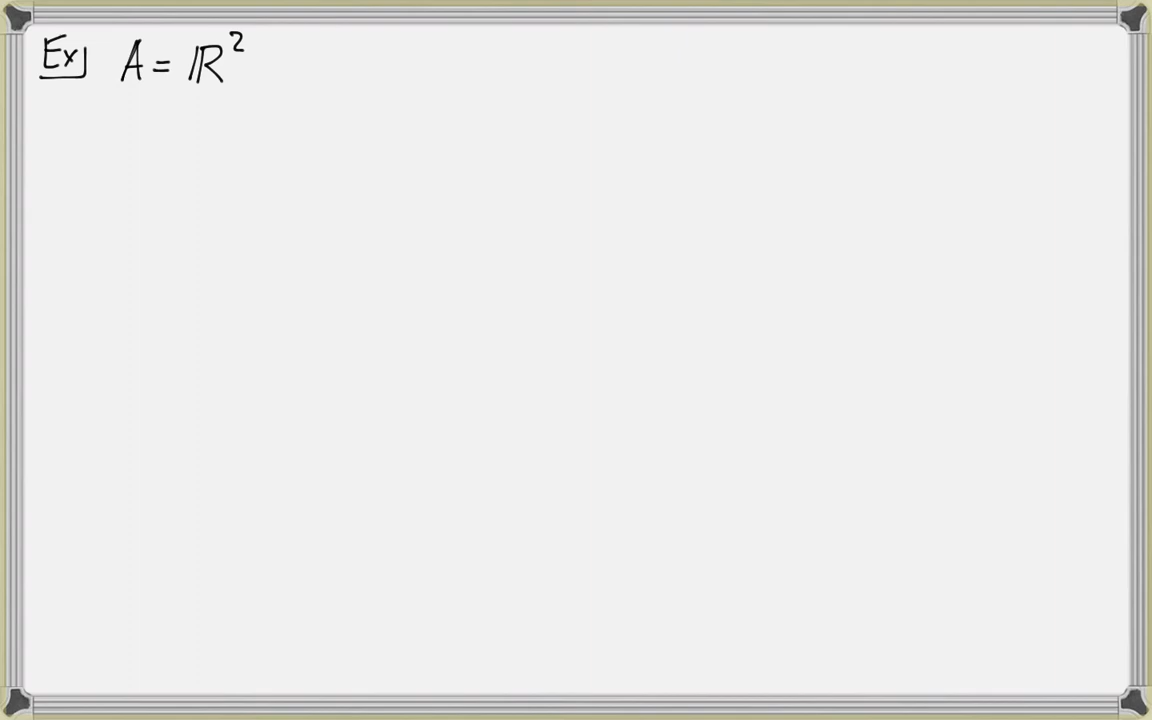 Ex A = ℝ²